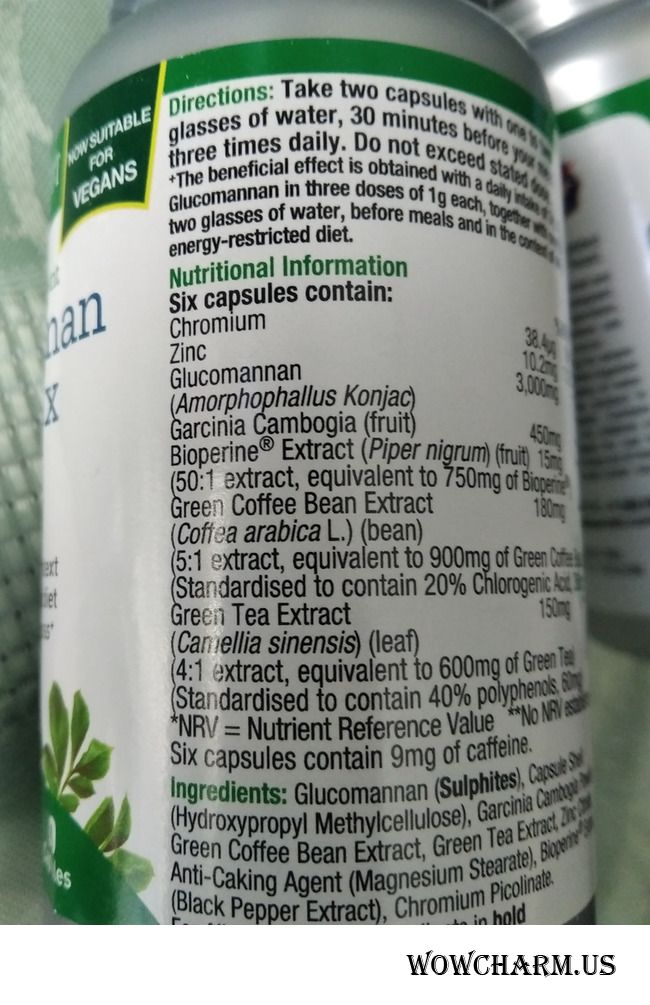 NOW SUITABLE
FOR
VEGANS
Directions: Take two capsules with one
glasses of water, 30 minutes before your
three times daily. Do not exceed stated
+The beneficial effect is obtained with a daily
Glucomannan in three doses of 1g each, together with
two glasses of water, before meals and in the
energy-restricted diet.
Nutritional Information
Six capsules contain:
Chromium 38.4µg
Zinc 10.2mg
Glucomannan 3,000mg
(Amorphophallus Konjac)
Garcinia Cambogia (fruit) 450mg
Bioperine® Extract (Piper nigrum) (fruit) 15mg
(50:1 extract, equivalent to 750mg of Bioperine®
Green Coffee Bean Extract 180mg
(Coffea arabica L.) (bean)
(5:1 extract, equivalent to 900mg of Green Coffee
(Standardised to contain 20% Chlorogenic Acid,
Green Tea Extract 150mg
(Camellia sinensis) (leaf)
(4:1 extract, equivalent to 600mg of Green Tea
(Standardised to contain 40% polyphenols, 60mg
*NRV = Nutrient Reference Value **No NRV
Six capsules contain 9mg of caffeine.
Ingredients: Glucomannan (Sulphites), Capsule Shell
(Hydroxypropyl Methylcellulose), Garcinia Cambogia
Green Coffee Bean Extract, Green Tea Extract, Zinc
Anti-Caking Agent (Magnesium Stearate), Bioperine®
(Black Pepper Extract), Chromium Picolinate.
in bold
WOWCHARM.US